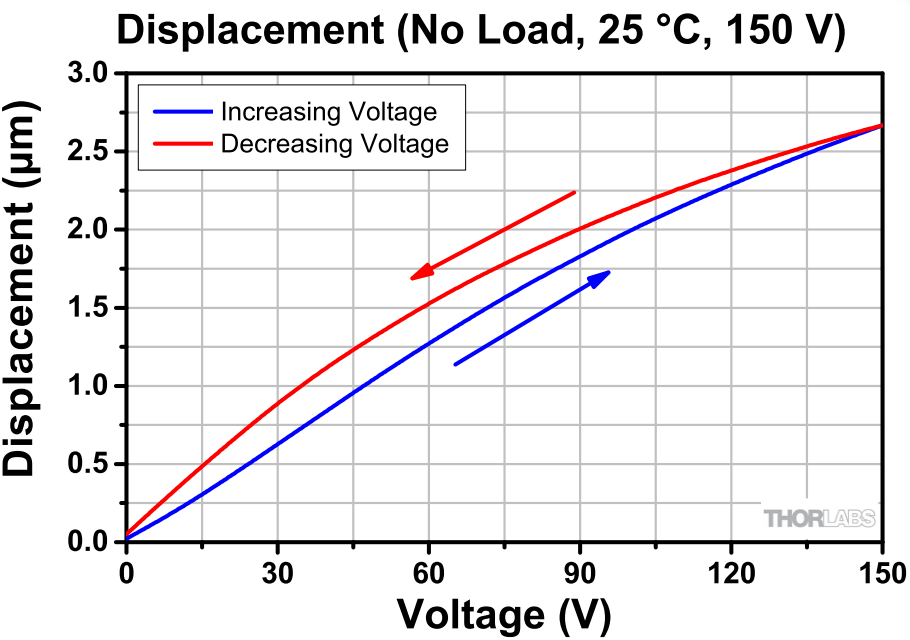 Displacement (No Load, 25 °C, 150 V)
Displacement (μm)
3.0
2.5
2.0
1.5
1.0
0.5
0.0
Increasing Voltage
Decreasing Voltage
THORLABS
0 30 60 90 120 150
Voltage (V)